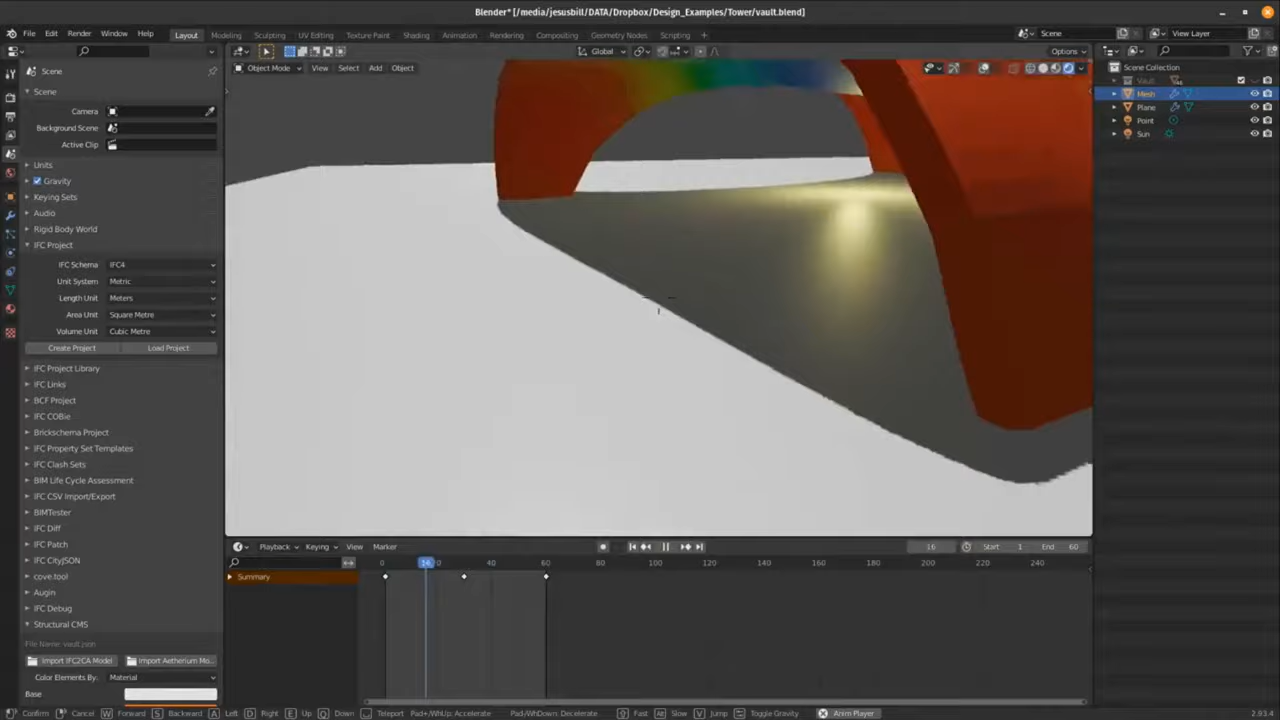 Blender* [/media/jesusbill/DATA/Dropbox/Design_Examples/Tower/vault.blend]
File Edit Render Window Help Layout Modeling Sculpting UV Editing Texture Paint Shading Animation Rendering Compositing Geometry Nodes Scripting + Scene View Layer
Global Options
Object Mode View Select Add Object
Scene
Scene
Camera
Background Scene
Active Clip
Units
Gravity
Keying Sets
Audio
Rigid Body World
IFC Project
IFC Schema IFC4
Unit System Metric
Length Unit Meters
Area Unit Square Metre
Volume Unit Cubic Metre
Create Project Load Project
IFC Project Library
IFC Links
BCF Project
IFC COBie
Brickschema Project
IFC Property Set Templates
IFC Clash Sets
BIM Life Cycle Assessment
IFC CSV Import/Export
BIMTester
IFC Diff
IFC Patch
IFC CityJSON
cove.tool
Augin
IFC Debug
Structural CMS
File Name: vault.json
Import IFC2CA Model Import Aetherium Mo...
Color Elements By: Material
Base
Scene Collection
Vault
Mesh
Plane
Point
Sun
Playback Keying View Marker 16 Start 1 End 60
0 16 20 40 60 80 100 120 140 160 180 200 220 240
Summary
Confirm Cancel W Forward S Backward A Left D Right E Up Q Down Teleport Pad+/WhUp: Accelerate Pad-/WhDown: Decelerate Fast Slow V Jump Toggle Gravity Anim Player 2.93.4